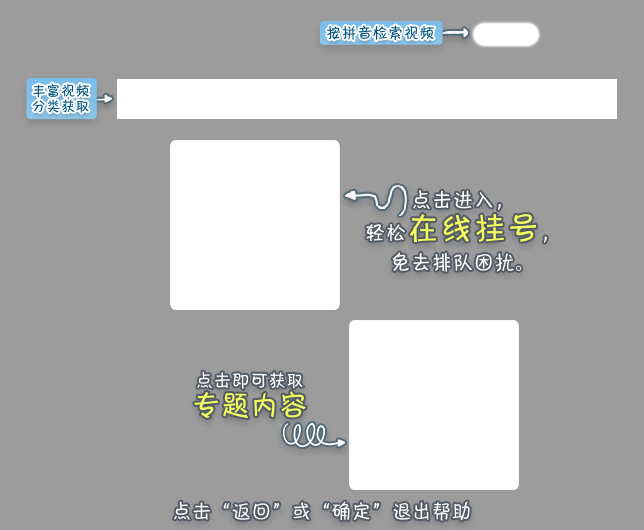 按拼音检索视频
丰富视频
分类获取
点击进入，
轻松在线挂号，
免去排队困扰。
点击即可获取
专题内容
点击“返回”或“确定”退出帮助